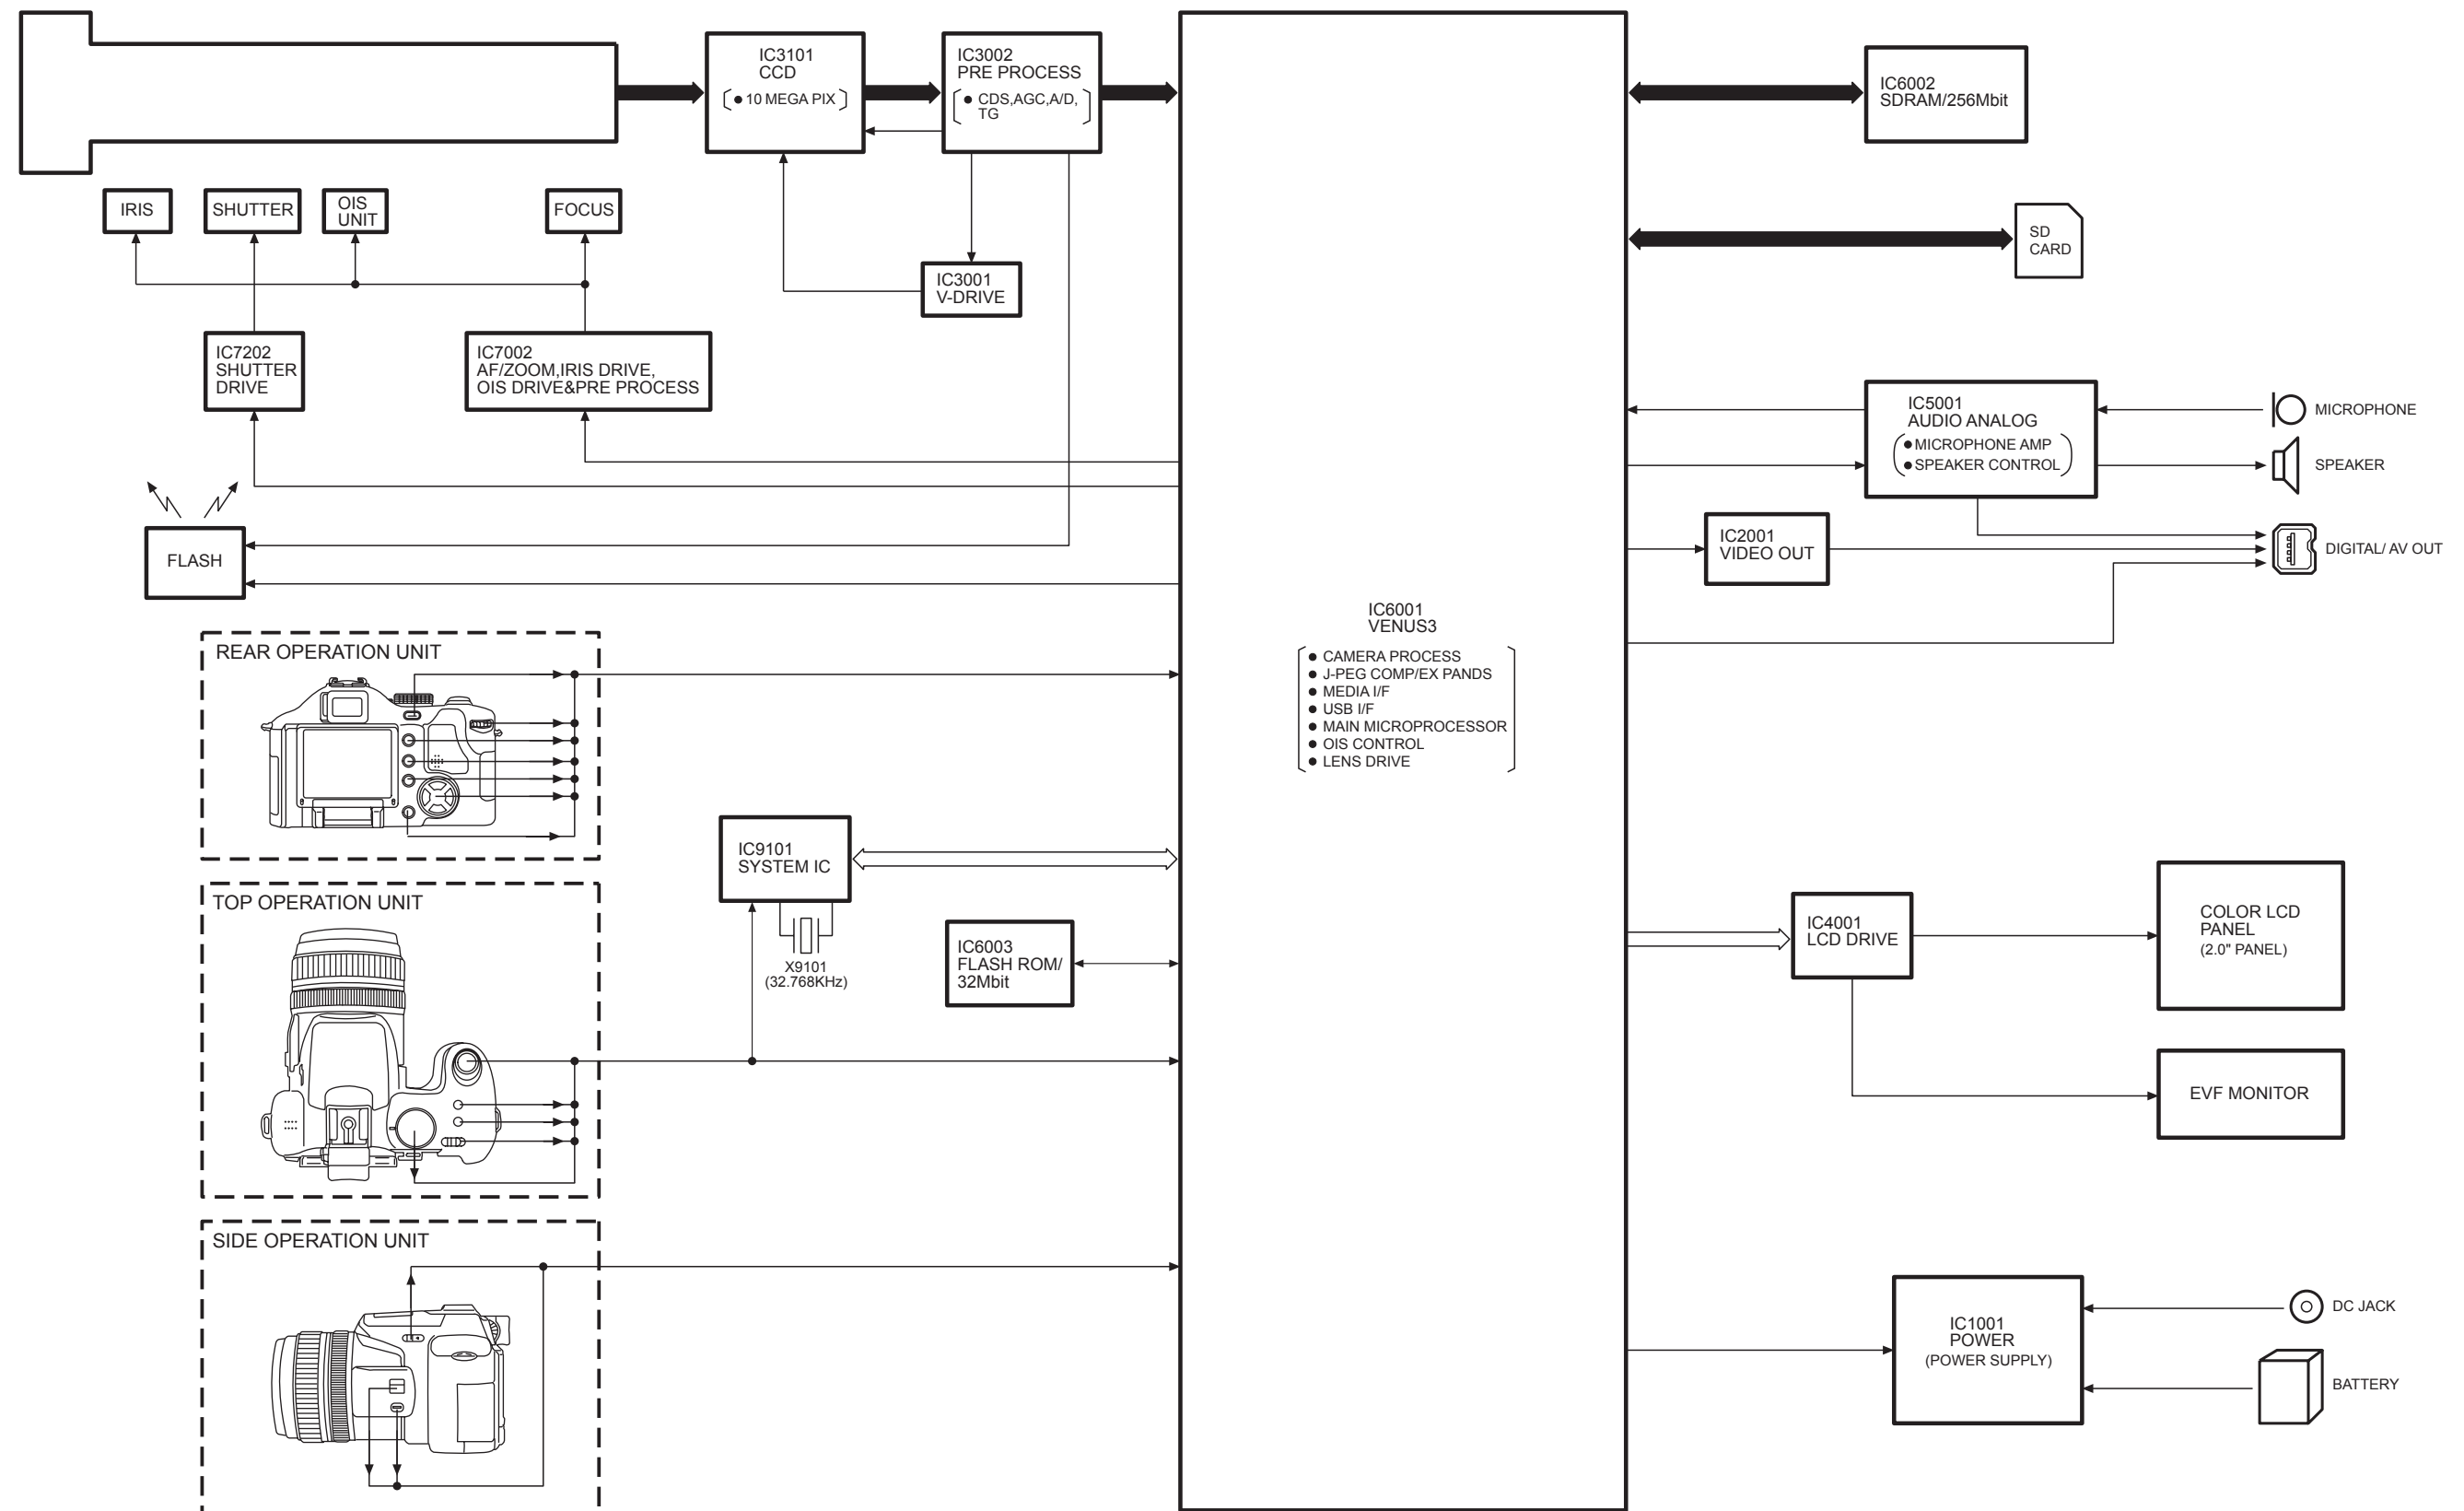 IC3101
CCD
● 10 MEGA PIX
IC3002
PRE PROCESS
● CDS,AGC,A/D,
TG
IC6002
SDRAM/256Mbit
IRIS
SHUTTER
OIS
UNIT
FOCUS
SD
CARD
IC3001
V-DRIVE
IC7202
SHUTTER
DRIVE
IC7002
AF/ZOOM,IRIS DRIVE,
OIS DRIVE&PRE PROCESS
IC5001
AUDIO ANALOG
● MICROPHONE AMP
● SPEAKER CONTROL
MICROPHONE
SPEAKER
FLASH
IC2001
VIDEO OUT
DIGITAL/ AV OUT
IC6001
VENUS3
● CAMERA PROCESS
● J-PEG COMP/EX PANDS
● MEDIA I/F
● USB I/F
● MAIN MICROPROCESSOR
● OIS CONTROL
● LENS DRIVE
REAR OPERATION UNIT
IC9101
SYSTEM IC
X9101
(32.768KHz)
TOP OPERATION UNIT
IC6003
FLASH ROM/
32Mbit
IC4001
LCD DRIVE
COLOR LCD
PANEL
(2.0" PANEL)
EVF MONITOR
SIDE OPERATION UNIT
IC1001
POWER
(POWER SUPPLY)
DC JACK
BATTERY